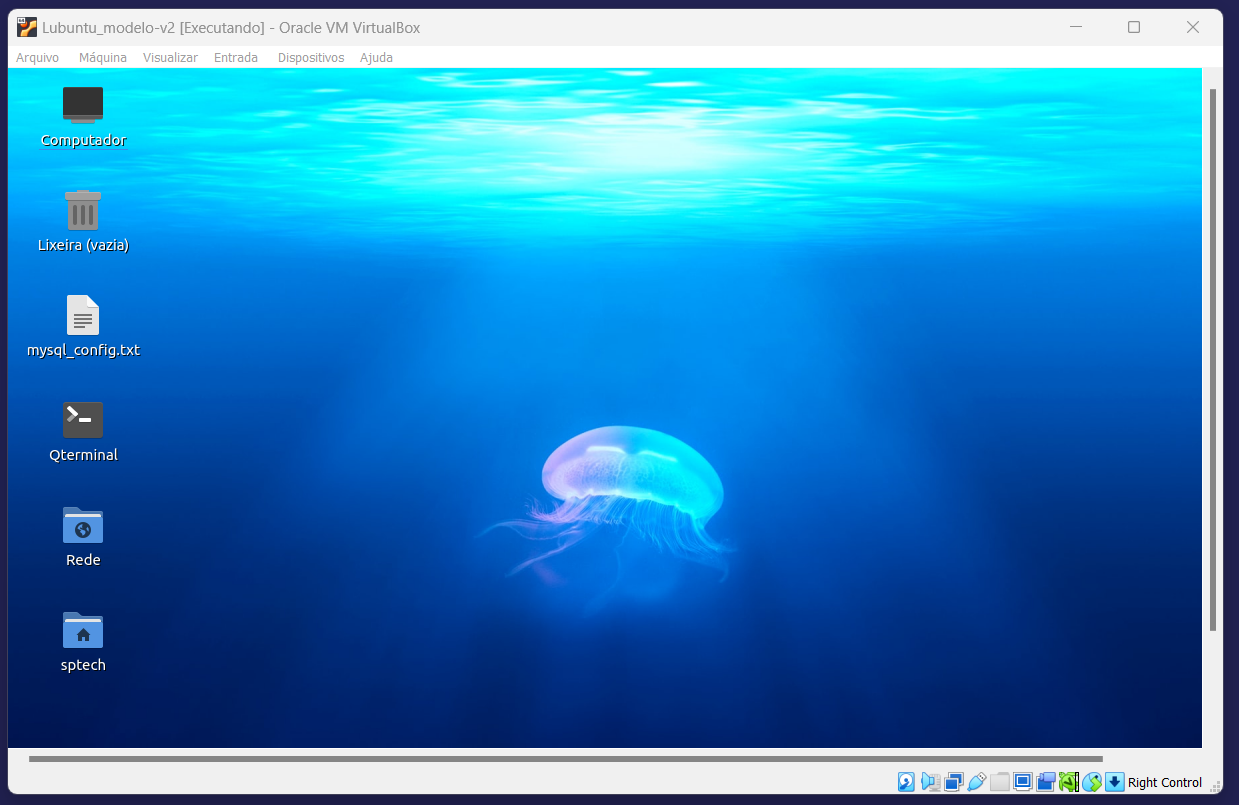 Lubuntu_modelo-v2 [Executando] - Oracle VM VirtualBox
Arquivo Máquina Visualizar Entrada Dispositivos Ajuda
Computador
Lixeira (vazia)
mysql_config.txt
Qterminal
Rede
sptech
Right Control